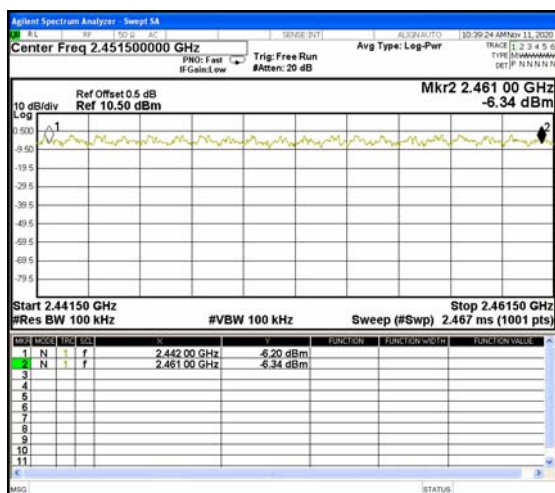 Agilent Spectrum Analyzer - Swept SA
RL RF 50 Ω AC SENSE:INT ALIGNAUTO 10:39:24 AM Nov 11, 2020
Center Freq 2.451500000 GHz Avg Type: Log-Pwr TRACE 1 2 3 4 5 6
PNO: Fast Trig: Free Run TYPE
IFGain:Low #Atten: 20 dB DET P N N N N N
Mkr2 2.461 00 GHz
Ref Offset 0.5 dB
10 dB/div Ref 10.50 dBm -6.34 dBm
Log
1 2
0.500
-9.50
-19.5
-29.5
-39.5
-49.5
-59.5
-69.5
-79.5
Start 2.44150 GHz Stop 2.46150 GHz
#Res BW 100 kHz #VBW 100 kHz Sweep (#Swp) 2.467 ms (1001 pts)
MKR MODE TRC SCL X Y FUNCTION FUNCTION WIDTH FUNCTION VALUE
1 N 1 f 2.442 00 GHz -6.20 dBm
2 N 1 f 2.461 00 GHz -6.34 dBm
3
4
5
6
7
8
9
10
11
MSG STATUS